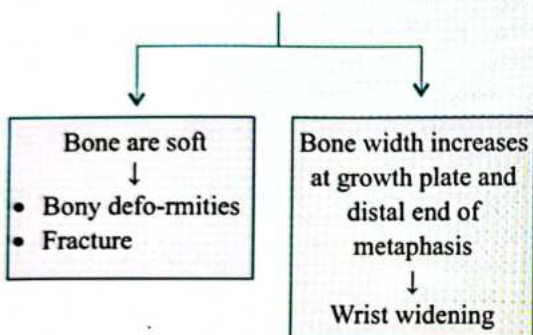 Bone are soft
↓
• Bony defo-rmities
• Fracture
Bone width increases
at growth plate and
distal end of
metaphasis
↓
Wrist widening